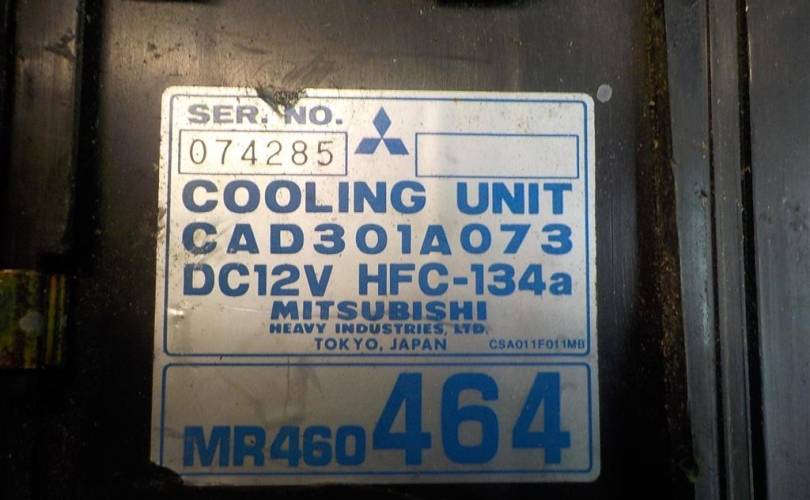 SER. NO.
074285
COOLING UNIT
CAD301A073
DC12V HFC-134a
MITSUBISHI
HEAVY INDUSTRIES, LTD.
TOKYO, JAPAN CSA011F011MB
MR460464